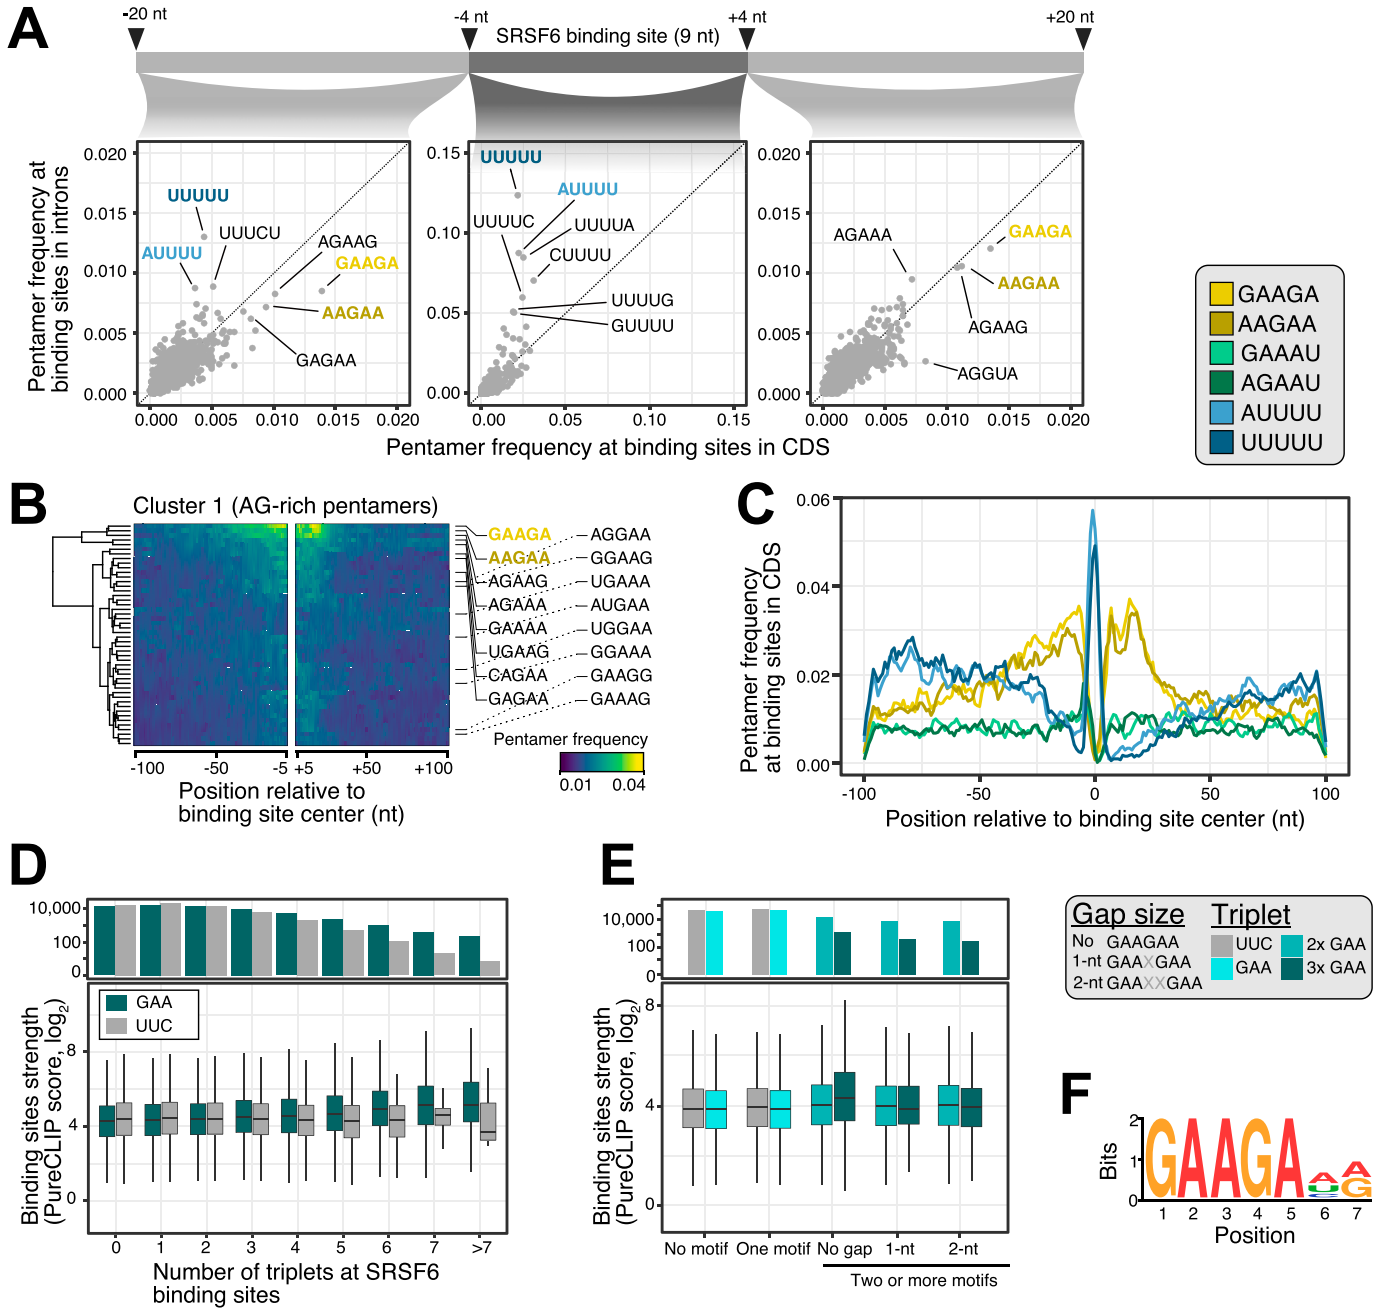 A
-20 nt
-4 nt
+4 nt
+20 nt
SRSF6 binding site (9 nt)
Pentamer frequency at
binding sites in introns
0.020
0.015
0.010
0.005
0.000
UUUUU
AUUUU
UUUCU
AGAAG
GAAGA
AAGAA
GAGAA
0.000
0.005
0.010
0.015
0.020
0.15
0.10
0.05
0.00
UUUUU
AUUUU
UUUUC
UUUUA
CUUUU
UUUUG
GUUUU
0.00
0.05
0.10
0.15
0.020
0.015
0.010
0.005
0.000
AGAAA
GAAGA
AAGAA
AGAAG
AGGUA
0.000
0.005
0.010
0.015
0.020
Pentamer frequency at binding sites in CDS
GAAGA
AAGAA
GAAAU
AGAAU
AUUUU
UUUUU
B
Cluster 1 (AG-rich pentamers)
GAAGA
AAGAA
AGAAG
AGAAA
GAAAA
UGAAG
CAGAA
GAGAA
AGGAA
GGAAG
UGAAA
AUGAA
UGGAA
GGAAA
GAAGG
GAAAG
-100
-50
-5
+5
+50
+100
Position relative to
binding site center (nt)
Pentamer frequency
0.01
0.04
C
Pentamer frequency
at binding sites in CDS
0.06
0.04
0.02
0.00
-100
-50
0
50
100
Position relative to binding site center (nt)
D
10,000
100
0
Binding sites strength
(PureCLIP score, log2)
8
4
0
GAA
UUC
0
1
2
3
4
5
6
7
>7
Number of triplets at SRSF6
binding sites
E
10,000
100
0
Binding sites strength
(PureCLIP score, log2)
8
4
0
No motif
One motif
No gap
1-nt
2-nt
Two or more motifs
Gap size
No GAAGAA
1-nt GAAXGAA
2-nt GAAXXGAA
Triplet
UUC
GAA
2x GAA
3x GAA
F
Bits
2
1
0
GAAGA
A
U
C
A
G
1
2
3
4
5
6
7
Position